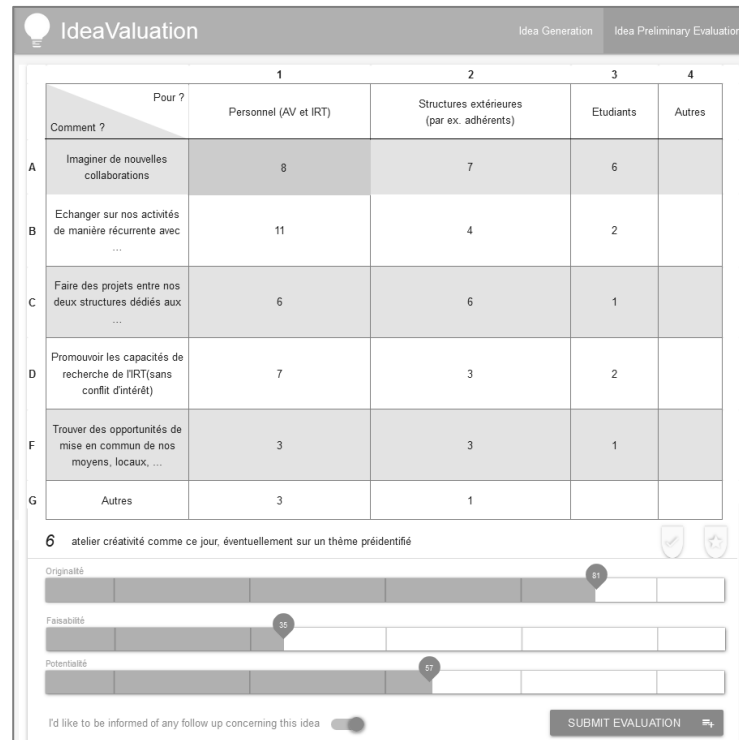 IdeaValuation
Idea Generation
Idea Preliminary Evaluation
1 2 3 4
Pour ?
Comment ?
Personnel (AV et IRT)
Structures extérieures
(par ex. adhérents)
Etudiants
Autres
A
Imaginer de nouvelles
collaborations
8 7 6
B
Echanger sur nos activités
de manière récurrente avec
...
11 4 2
C
Faire des projets entre nos
deux structures dédiés aux
...
6 6 1
D
Promouvoir les capacités de
recherche de l'IRT(sans
conflit d'intérêt)
7 3 2
F
Trouver des opportunités de
mise en commun de nos
moyens, locaux, ...
3 3 1
G
Autres
3 1
6 atelier créativité comme ce jour, éventuellement sur un thème préidentifié
Originalité
81
Faisabilité
35
Potentialité
57
I'd like to be informed of any follow up concerning this idea
SUBMIT EVALUATION